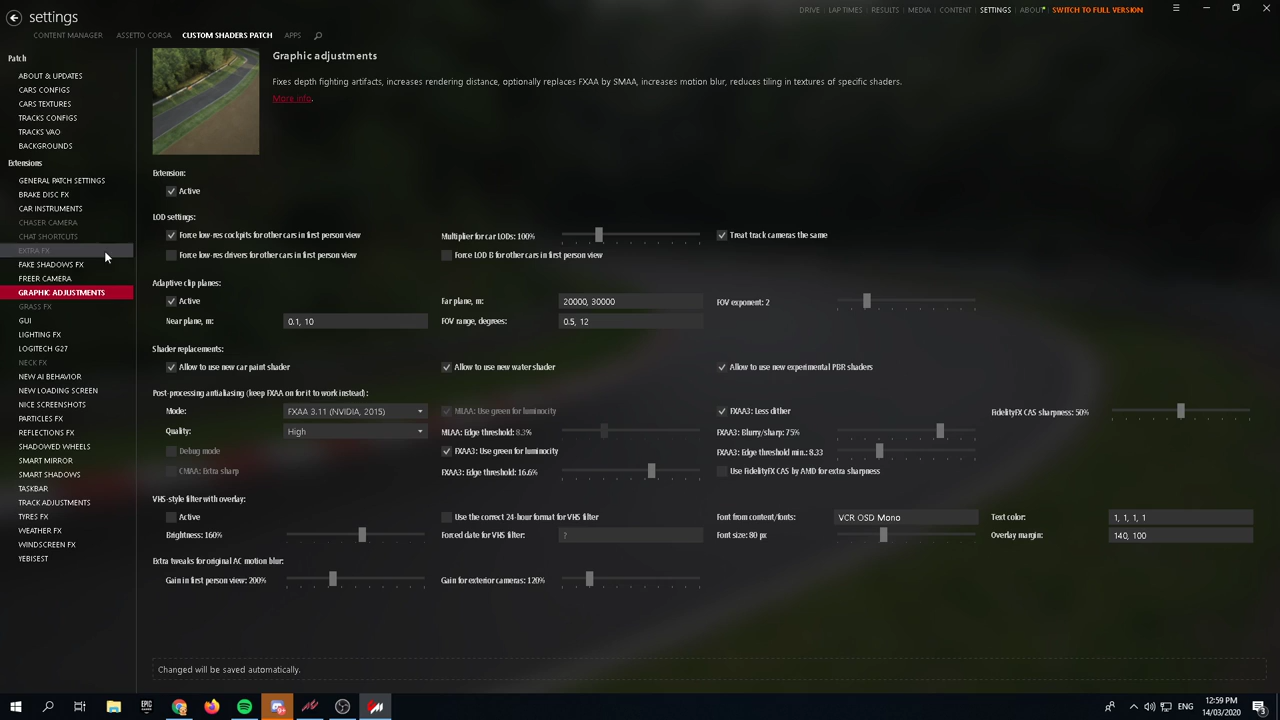 settings
DRIVE LAP TIMES RESULTS MEDIA CONTENT SETTINGS ABOUT SWITCH TO FULL VERSION
CONTENT MANAGER ASSETTO CORSA CUSTOM SHADERS PATCH APPS
Patch
ABOUT & UPDATES
CARS CONFIGS
CARS TEXTURES
TRACKS CONFIGS
TRACKS VAO
BACKGROUNDS
Extensions
GENERAL PATCH SETTINGS
BRAKE DISC FX
CAR INSTRUMENTS
CHASER CAMERA
CHAT SHORTCUTS
EXTRA FX
FAKE SHADOWS FX
FREER CAMERA
GRAPHIC ADJUSTMENTS
GRASS FX
GUI
LIGHTING FX
LOGITECH G27
NECK FX
NEW AI BEHAVIOR
NEW LOADING SCREEN
NICE SCREENSHOTS
PARTICLES FX
REFLECTIONS FX
SHADOWED WHEELS
SMART MIRROR
SMART SHADOWS
TASKBAR
TRACK ADJUSTMENTS
TYRES FX
WEATHER FX
WINDSCREEN FX
YEBISEST
Graphic adjustments
Fixes depth fighting artifacts, increases rendering distance, optionally replaces FXAA by SMAA, increases motion blur, reduces tiling in textures of specific shaders.
More info.
Extension:
Active
LOD settings:
Force low-res cockpits for other cars in first person view Multiplier for car LODs: 100% Treat track cameras the same
Force low-res drivers for other cars in first person view Force LOD B for other cars in first person view
Adaptive clip planes:
Active Far plane, m: 20000, 30000 FOV exponent: 2
Near plane, m: 0.1, 10 FOV range, degrees: 0.5, 12
Shader replacements:
Allow to use new car paint shader Allow to use new water shader Allow to use new experimental PBR shaders
Post-processing antialiasing (keep FXAA on for it to work instead):
Mode: FXAA 3.11 (NVIDIA, 2015) MLAA: Use green for luminocity FXAA3: Less dither FidelityFX CAS sharpness: 50%
Quality: High MLAA: Edge threshold: 8.3% FXAA3: Blurry/sharp: 75%
Debug mode FXAA3: Use green for luminocity FXAA3: Edge threshold min.: 8.33
CMAA: Extra sharp FXAA3: Edge threshold: 16.6% Use FidelityFX CAS by AMD for extra sharpness
VHS-style filter with overlay:
Active Use the correct 24-hour format for VHS filter Font from content/fonts: VCR OSD Mono Text color: 1, 1, 1, 1
Brightness: 160% Forced date for VHS filter: ? Font size: 80 px Overlay margin: 140, 100
Extra tweaks for original AC motion blur:
Gain in first person view: 200% Gain for exterior cameras: 120%
Changed will be saved automatically.
EPIC GAMES
ENG
12:59 PM
14/03/2020